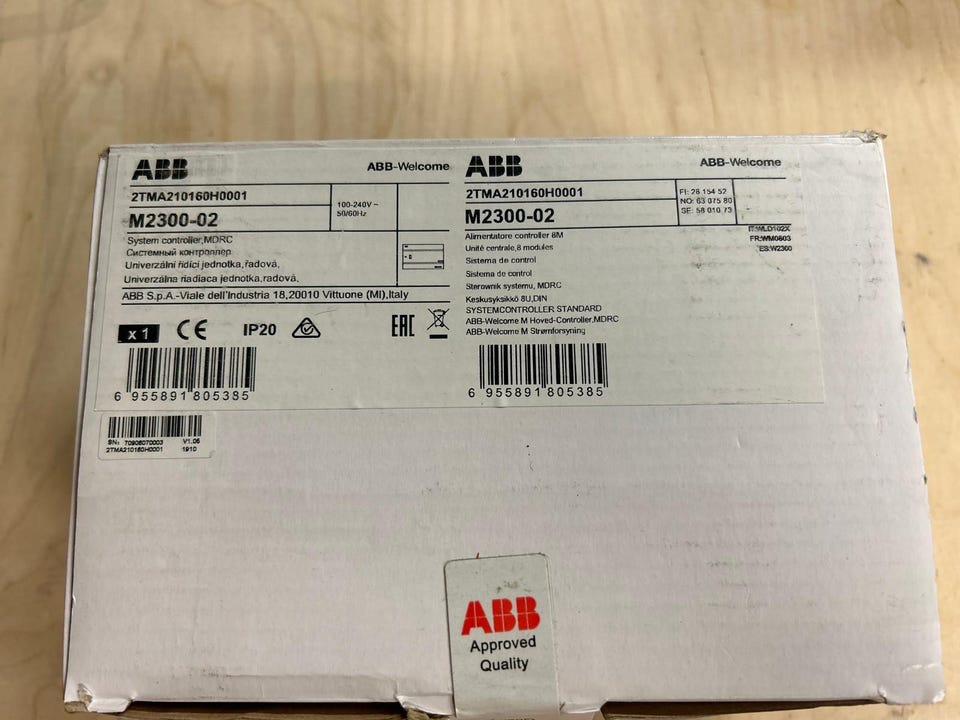 ABB
ABB-Welcome
2TMA210160H0001
M2300-02
100-240V ~
50/60Hz
System controller,MDRC
Системный контроллер
Univerzální řídicí jednotka,řadová,
Univerzálna riadiaca jednotka,radová,
ABB S.p.A.-Viale dell'Industria 18,20010 Vittuone (MI),Italy
x 1
CE
IP20
EAC
6 955891 805385
ABB
ABB-Welcome
2TMA210160H0001
M2300-02
FI: 26 154 52
NO: 63 075 80
SE: 58 010 73
Alimentatore controller 8M
Unité centrale,8 modules
Sistema de control
Sistema de control
Sterownik systemu, MDRC
Keskusyksikkö 8U,DIN
SYSTEMCONTROLLER STANDARD
ABB-Welcome M Hoved-Controller,MDRC
ABB-Welcome M Strømforsyning
IT:WLD102X
FR:WM0803
ES:W2300
6 955891 805385
SN: 70906070003 V1.06
2TMA210160H0001 1910
ABB
Approved
Quality